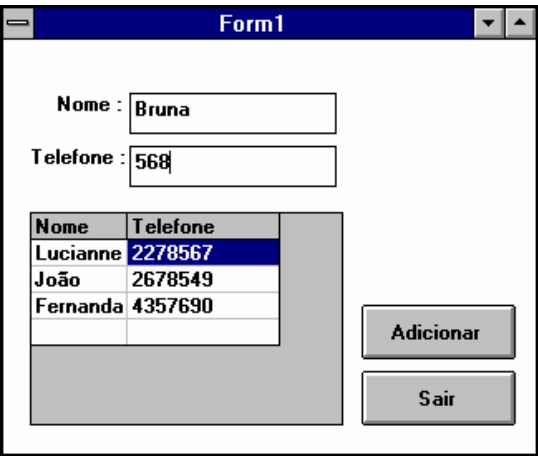 Form1
Nome : Bruna
Telefone : 568
Nome Telefone
Lucianne 2278567
João 2678549
Fernanda 4357690
Adicionar
Sair